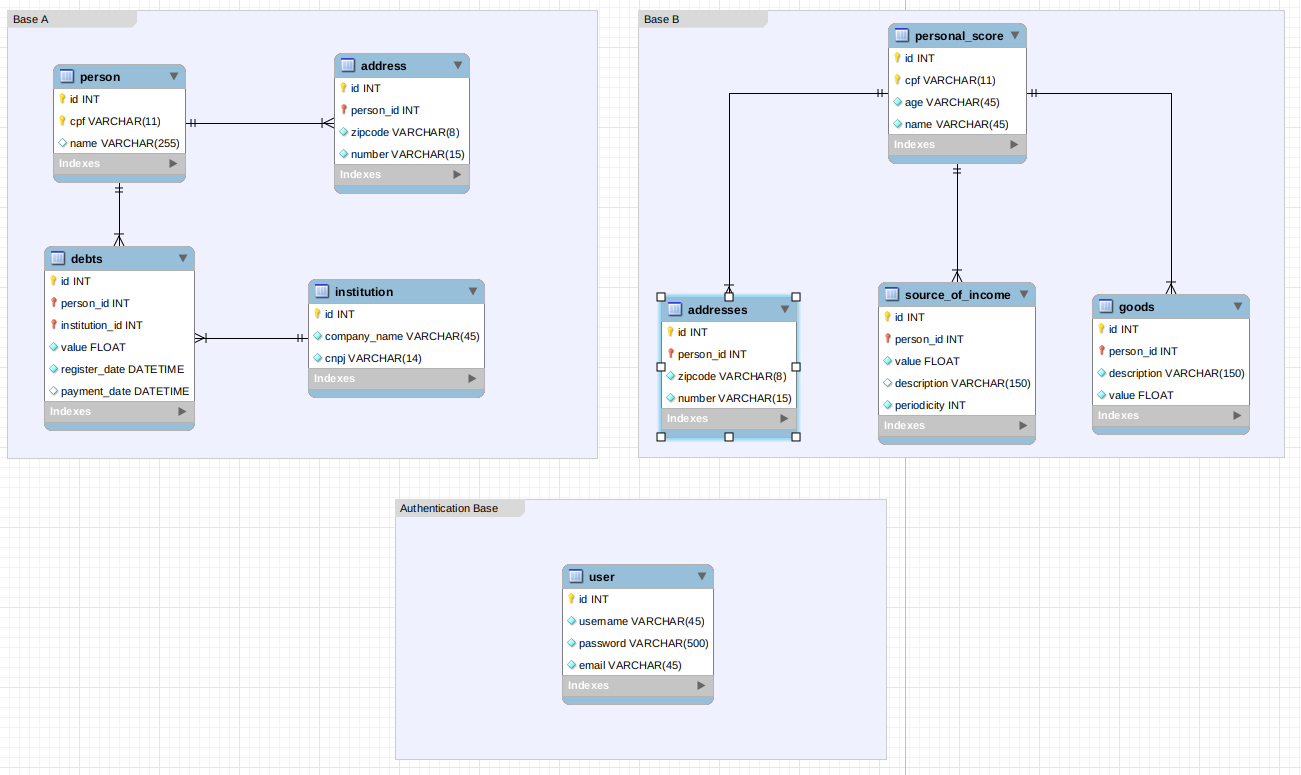 Base A
person
id INT
cpf VARCHAR(11)
name VARCHAR(255)
Indexes
address
id INT
person_id INT
zipcode VARCHAR(8)
number VARCHAR(15)
Indexes
debts
id INT
person_id INT
institution_id INT
value FLOAT
register_date DATETIME
payment_date DATETIME
Indexes
institution
id INT
company_name VARCHAR(45)
cnpj VARCHAR(14)
Indexes
Base B
personal_score
id INT
cpf VARCHAR(11)
age VARCHAR(45)
name VARCHAR(45)
Indexes
addresses
id INT
person_id INT
zipcode VARCHAR(8)
number VARCHAR(15)
Indexes
source_of_income
id INT
person_id INT
value FLOAT
description VARCHAR(150)
periodicity INT
Indexes
goods
id INT
person_id INT
description VARCHAR(150)
value FLOAT
Indexes
Authentication Base
user
id INT
username VARCHAR(45)
password VARCHAR(500)
email VARCHAR(45)
Indexes